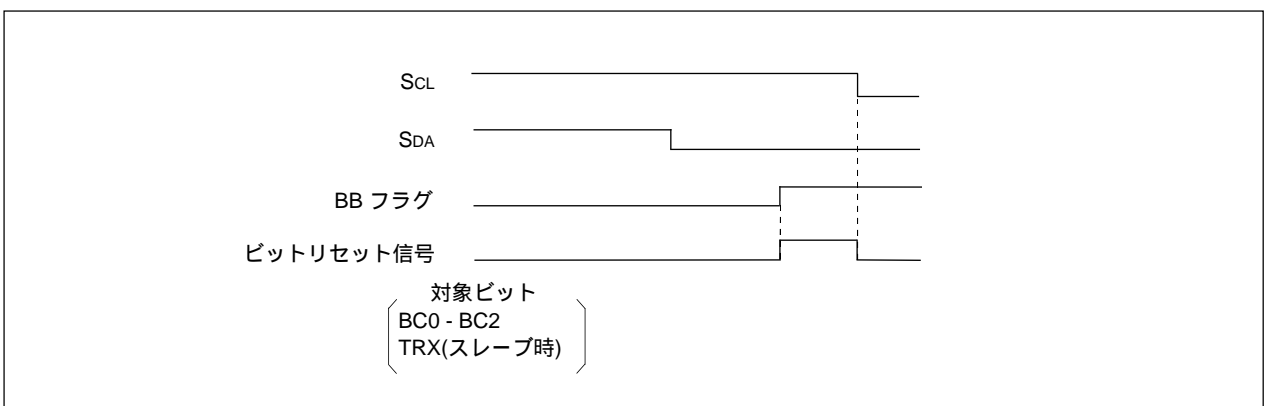 SCL
SDA
BB フラグ
ビットリセット信号
対象ビット
BC0 - BC2
TRX(スレーブ時)